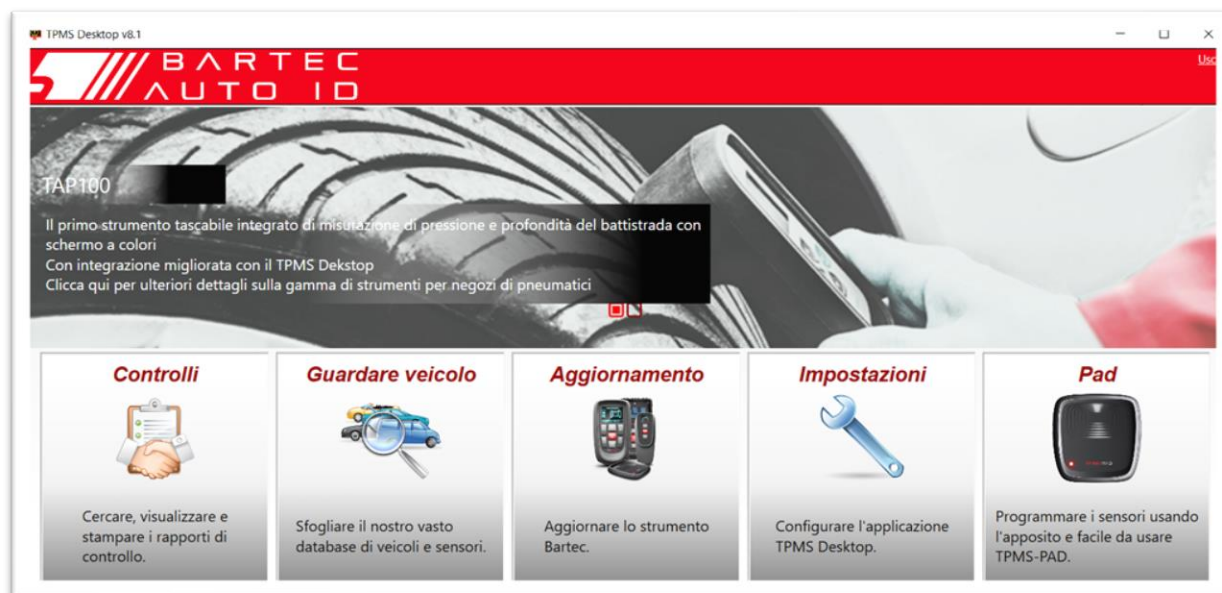 TPMS Desktop v8.1
BARTEC
AUTO ID
TAP100
Il primo strumento tascabile integrato di misurazione di pressione e profondità del battistrada con
schermo a colori
Con integrazione migliorata con il TPMS Dekstop
Clicca qui per ulteriori dettagli sulla gamma di strumenti per negozi di pneumatici
Controlli
Cercare, visualizzare e
stampare i rapporti di
controllo.
Guardare veicolo
Sfogliare il nostro vasto
database di veicoli e sensori.
Aggiornamento
Aggiornare lo strumento
Bartec.
Impostazioni
Configurare l'applicazione
TPMS Desktop.
Pad
Programmare i sensori usando
l'apposito e facile da usare
TPMS-PAD.